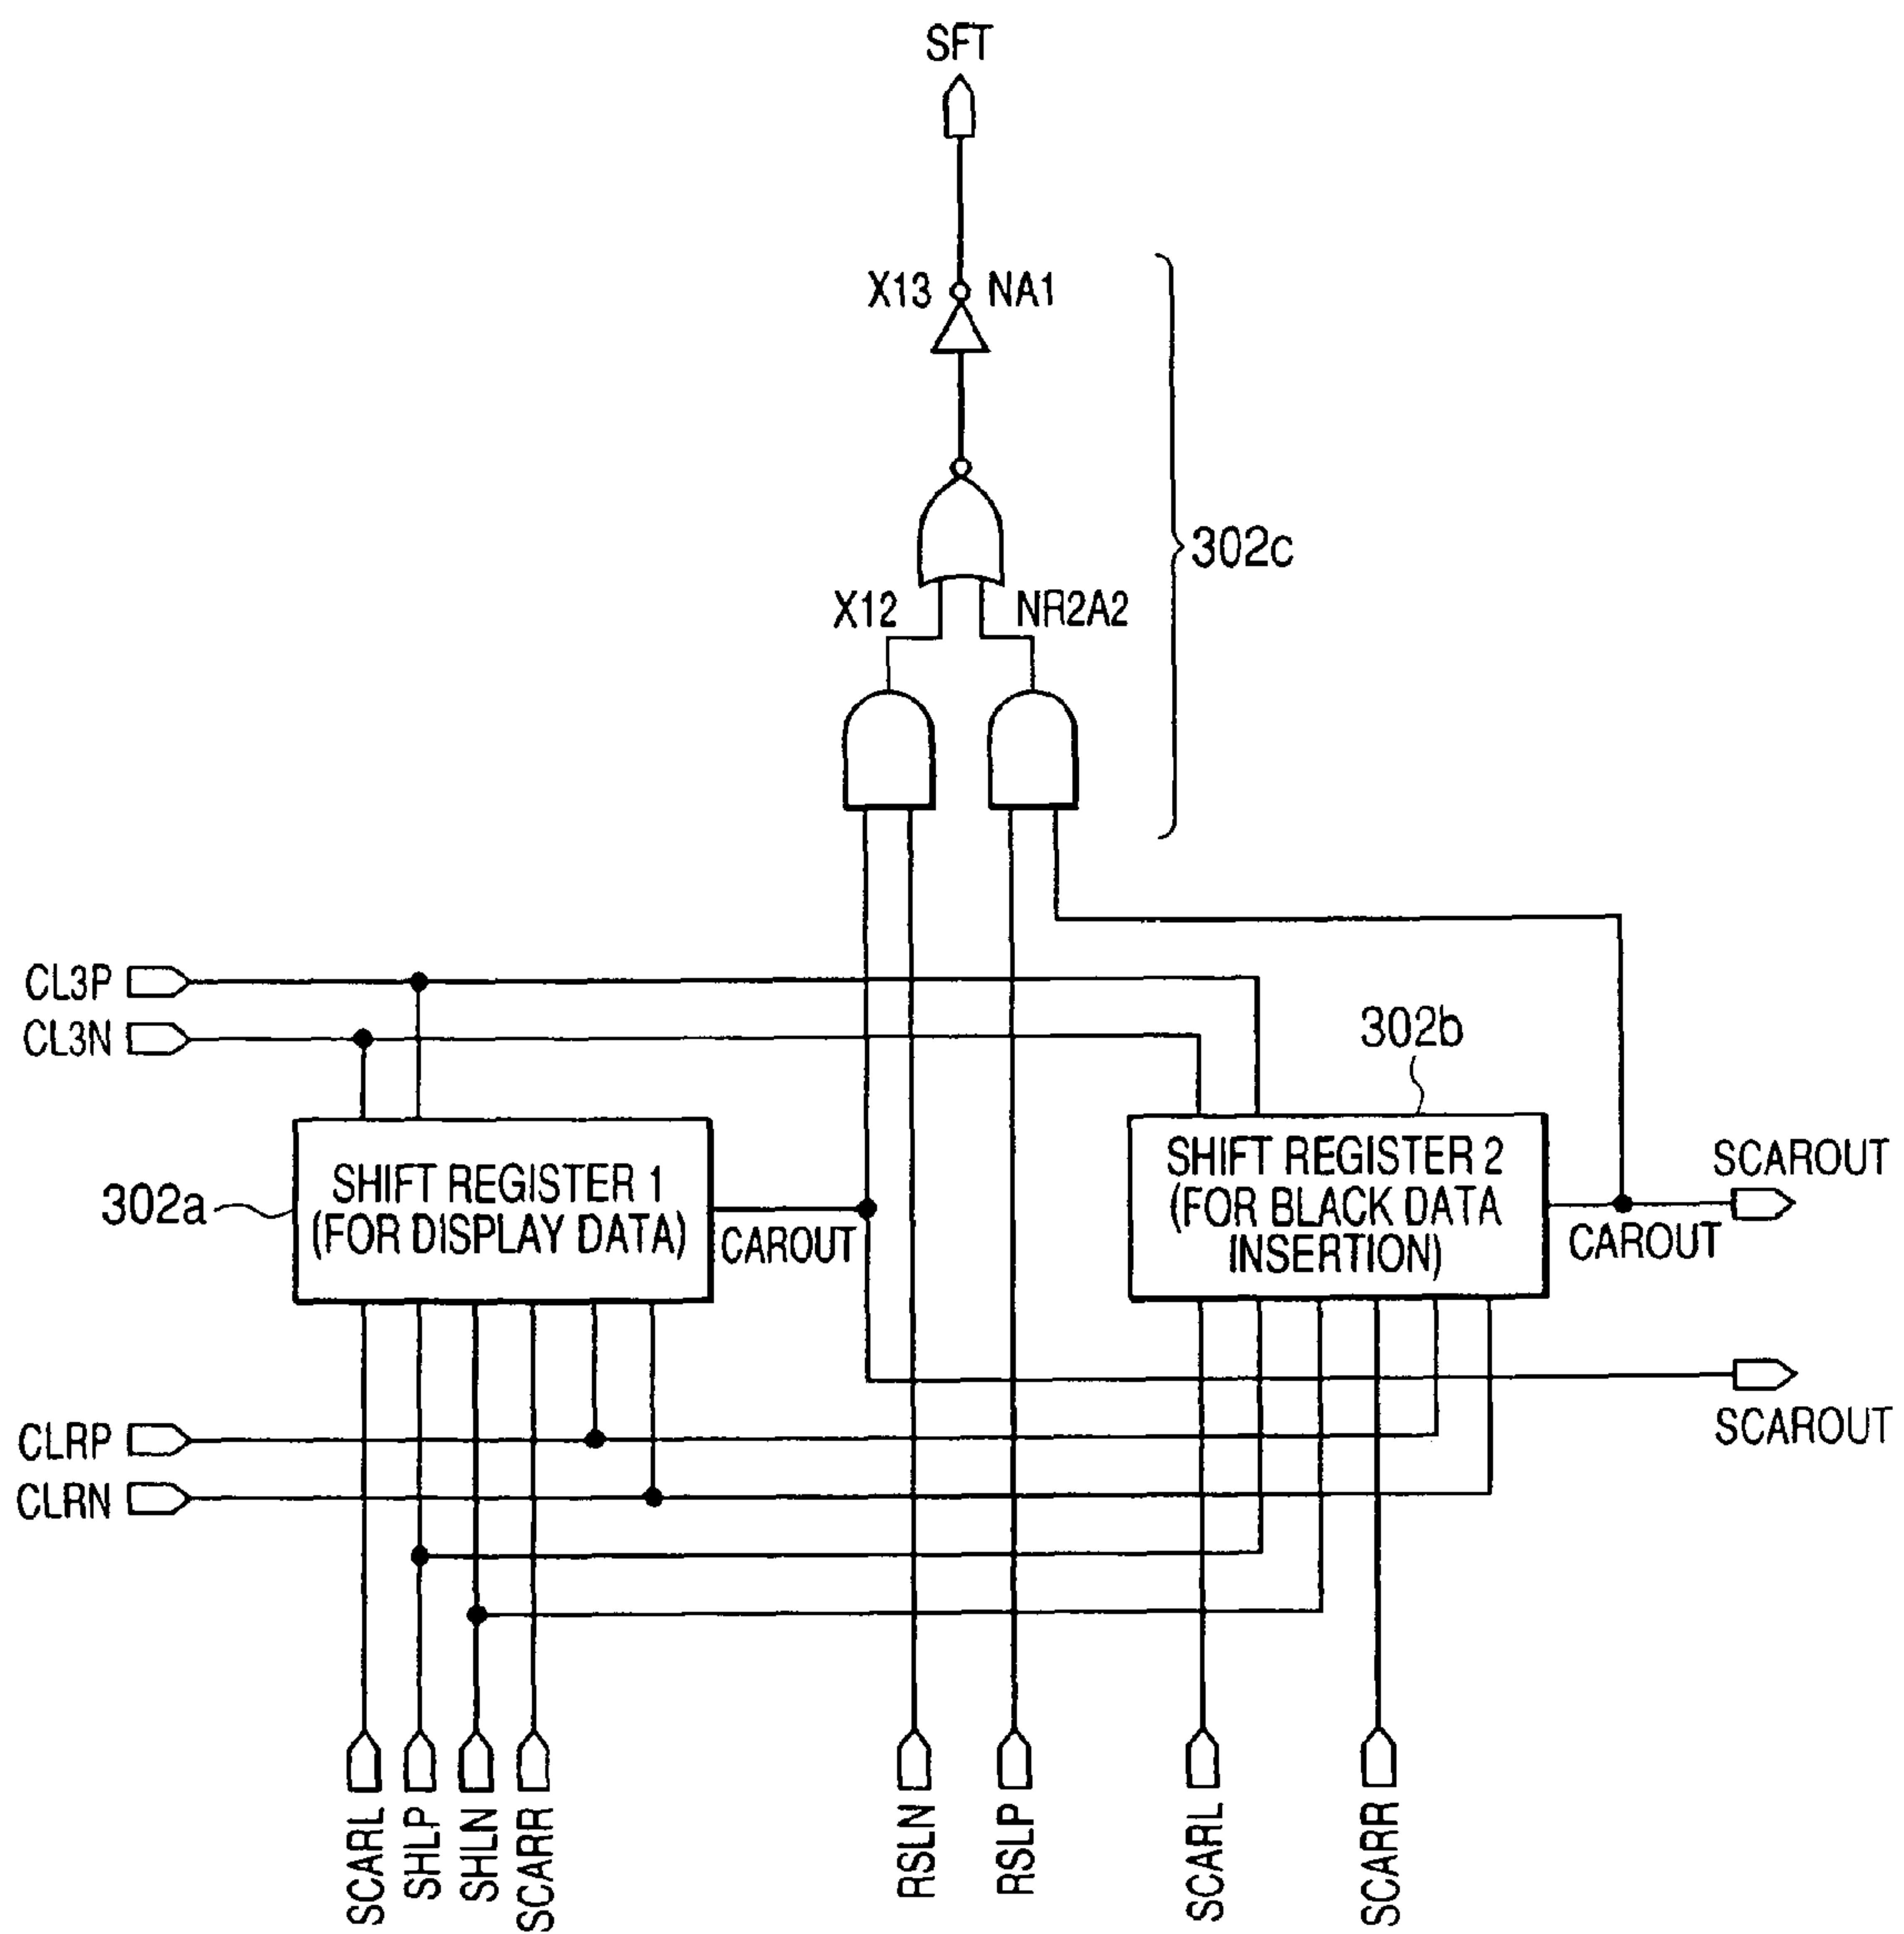 SFT
X13 NA1
302c
X12 NR2A2
CL3P
CL3N
302b
302a
SHIFT REGISTER 1
(FOR DISPLAY DATA)
CAROUT
SHIFT REGISTER 2
(FOR BLACK DATA
INSERTION)
CAROUT
SCAROUT
SCAROUT
CLRP
CLRN
SCARL
SHLP
SHLN
SCARR
RSLN
RSLP
SCARL
SCARR